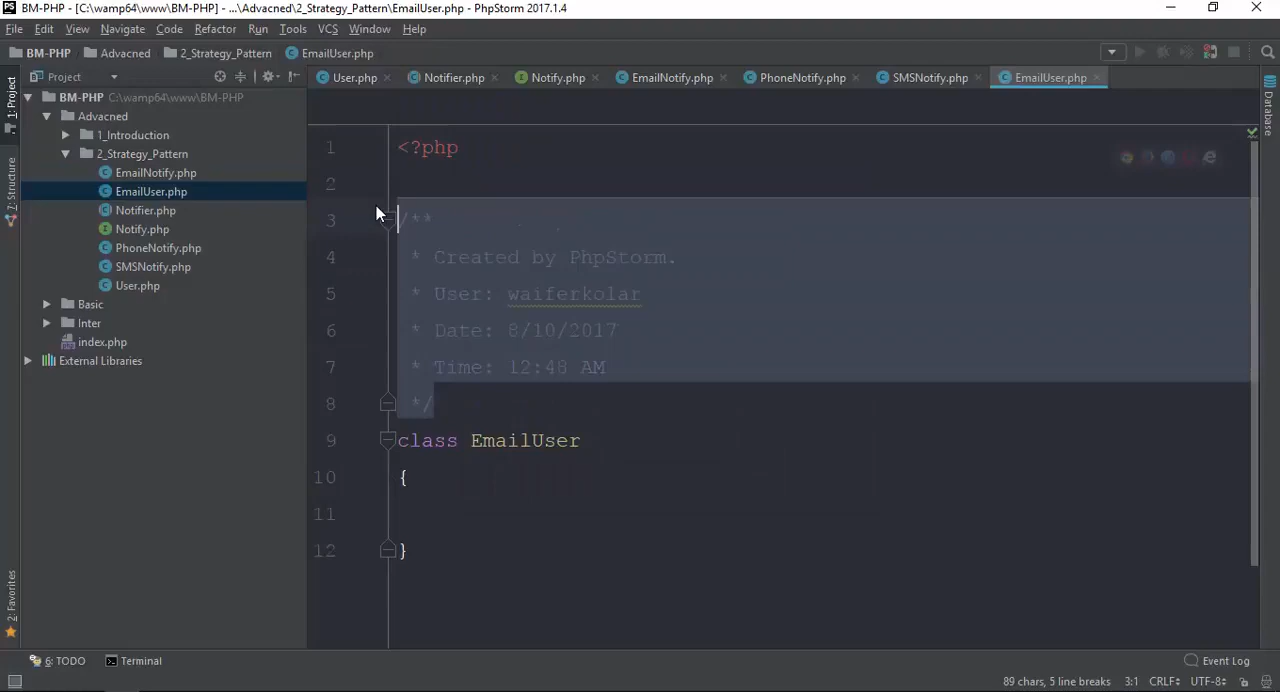 BM-PHP - [C:\wamp64\www\BM-PHP] - ...\Advacned\2_Strategy_Pattern\EmailUser.php - PhpStorm 2017.1.4
File Edit View Navigate Code Refactor Run Tools VCS Window Help
BM-PHP Advacned 2_Strategy_Pattern EmailUser.php
Project
User.php Notifier.php Notify.php EmailNotify.php PhoneNotify.php SMSNotify.php EmailUser.php
1: Project
7: Structure
2: Favorites
Database
BM-PHP C:\wamp64\www\BM-PHP
Advacned
1_Introduction
2_Strategy_Pattern
EmailNotify.php
EmailUser.php
Notifier.php
Notify.php
PhoneNotify.php
SMSNotify.php
User.php
Basic
Inter
index.php
External Libraries
1 <?php
2
3 /**
4 * Created by PhpStorm.
5 * User: waiferkolar
6 * Date: 8/10/2017
7 * Time: 12:48 AM
8 */
9 class EmailUser
10 {
11
12 }
6: TODO Terminal Event Log
89 chars, 5 line breaks 3:1 CRLF UTF-8